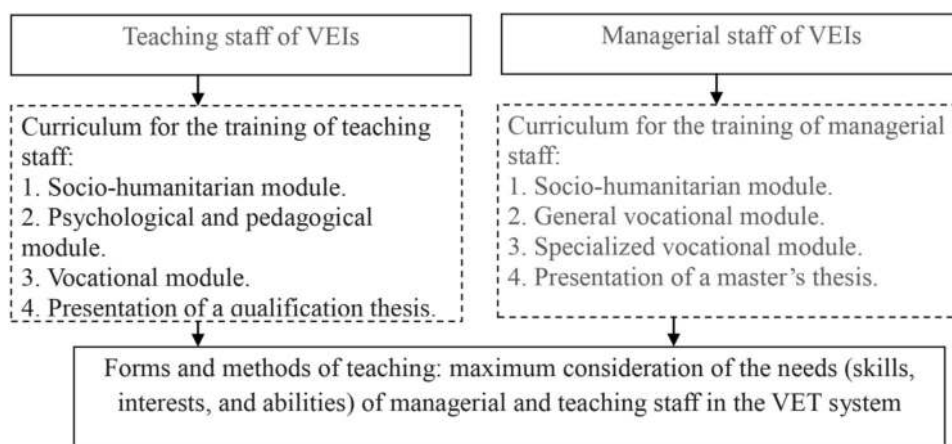 Teaching staff of VEIs
Managerial staff of VEIs
Curriculum for the training of teaching
staff:
1. Socio-humanitarian module.
2. Psychological and pedagogical
module.
3. Vocational module.
4. Presentation of a qualification thesis.
Curriculum for the training of managerial
staff:
1. Socio-humanitarian module.
2. General vocational module.
3. Specialized vocational module.
4. Presentation of a master’s thesis.
Forms and methods of teaching: maximum consideration of the needs (skills,
interests, and abilities) of managerial and teaching staff in the VET system